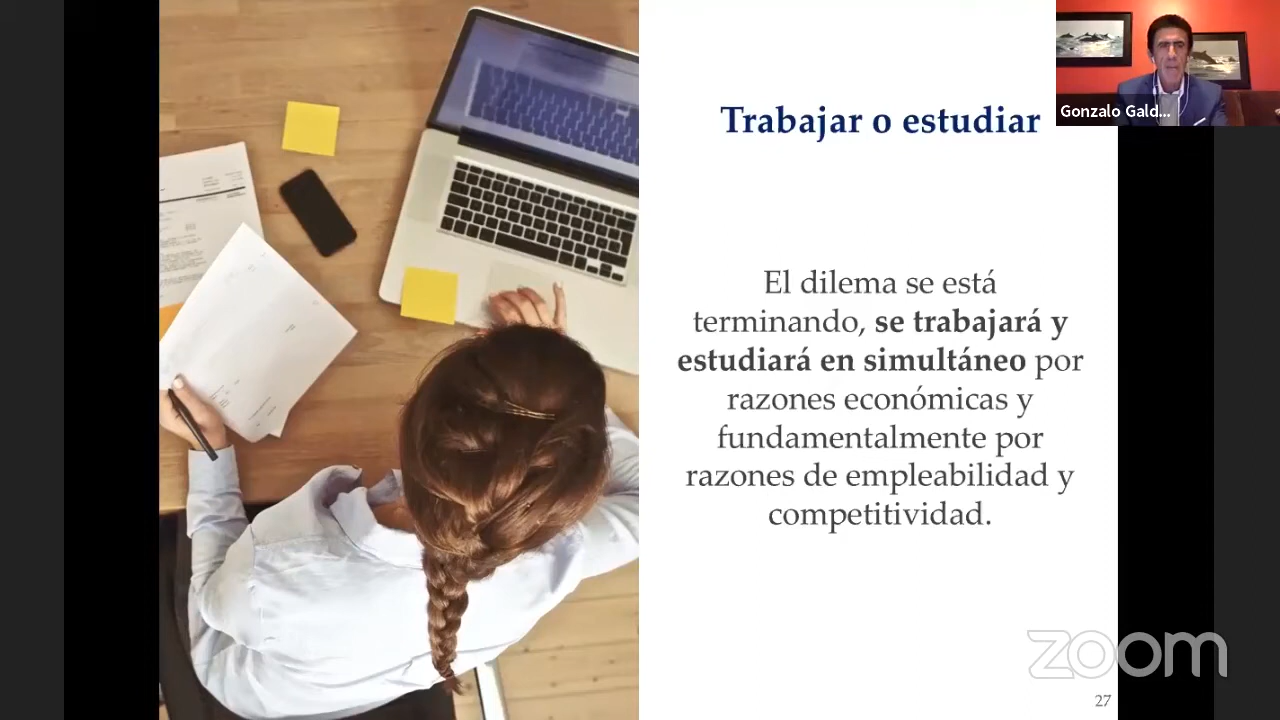 Trabajar o estudiar
Gonzalo Gald...
El dilema se está
terminando, se trabajará y
estudiará en simultáneo por
razones económicas y
fundamentalmente por
razones de empleabilidad y
competitividad.
zoom
27